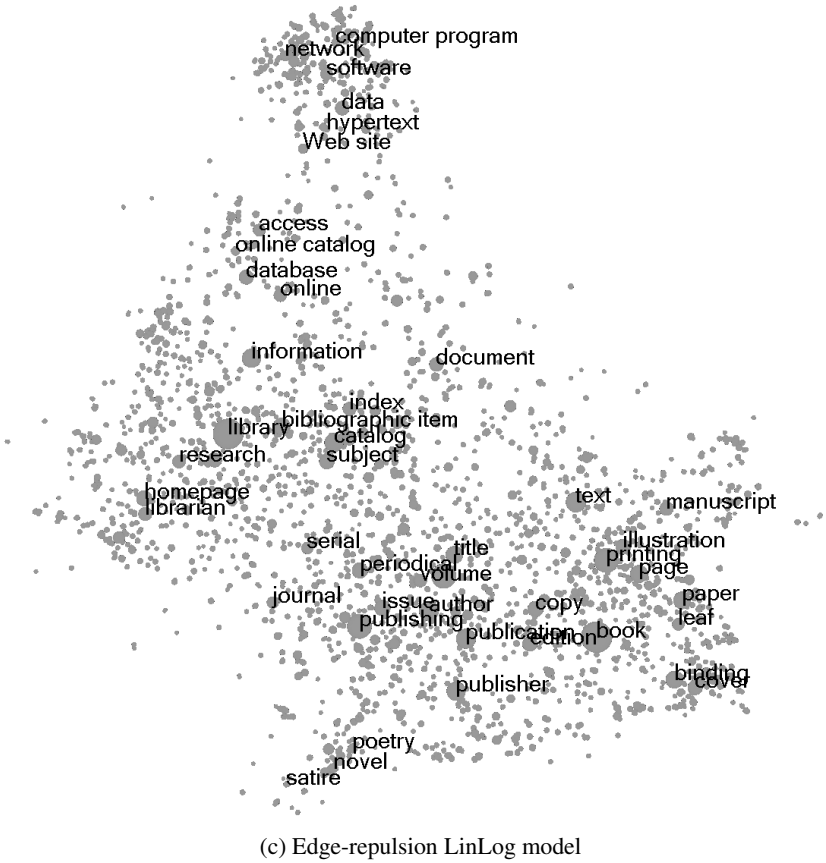 computer program
network
software
data
hypertext
Web site
access
online catalog
database
online
information
document
index
bibliographic item
library
catalog
research
subject
homepage
text
manuscript
librarian
serial
illustration
title
printing
periodical
page
volume
journal
paper
issue
author
copy
leaf
publishing
publication
book
edition
binding
cover
publisher
poetry
novel
satire
(c) Edge-repulsion LinLog model